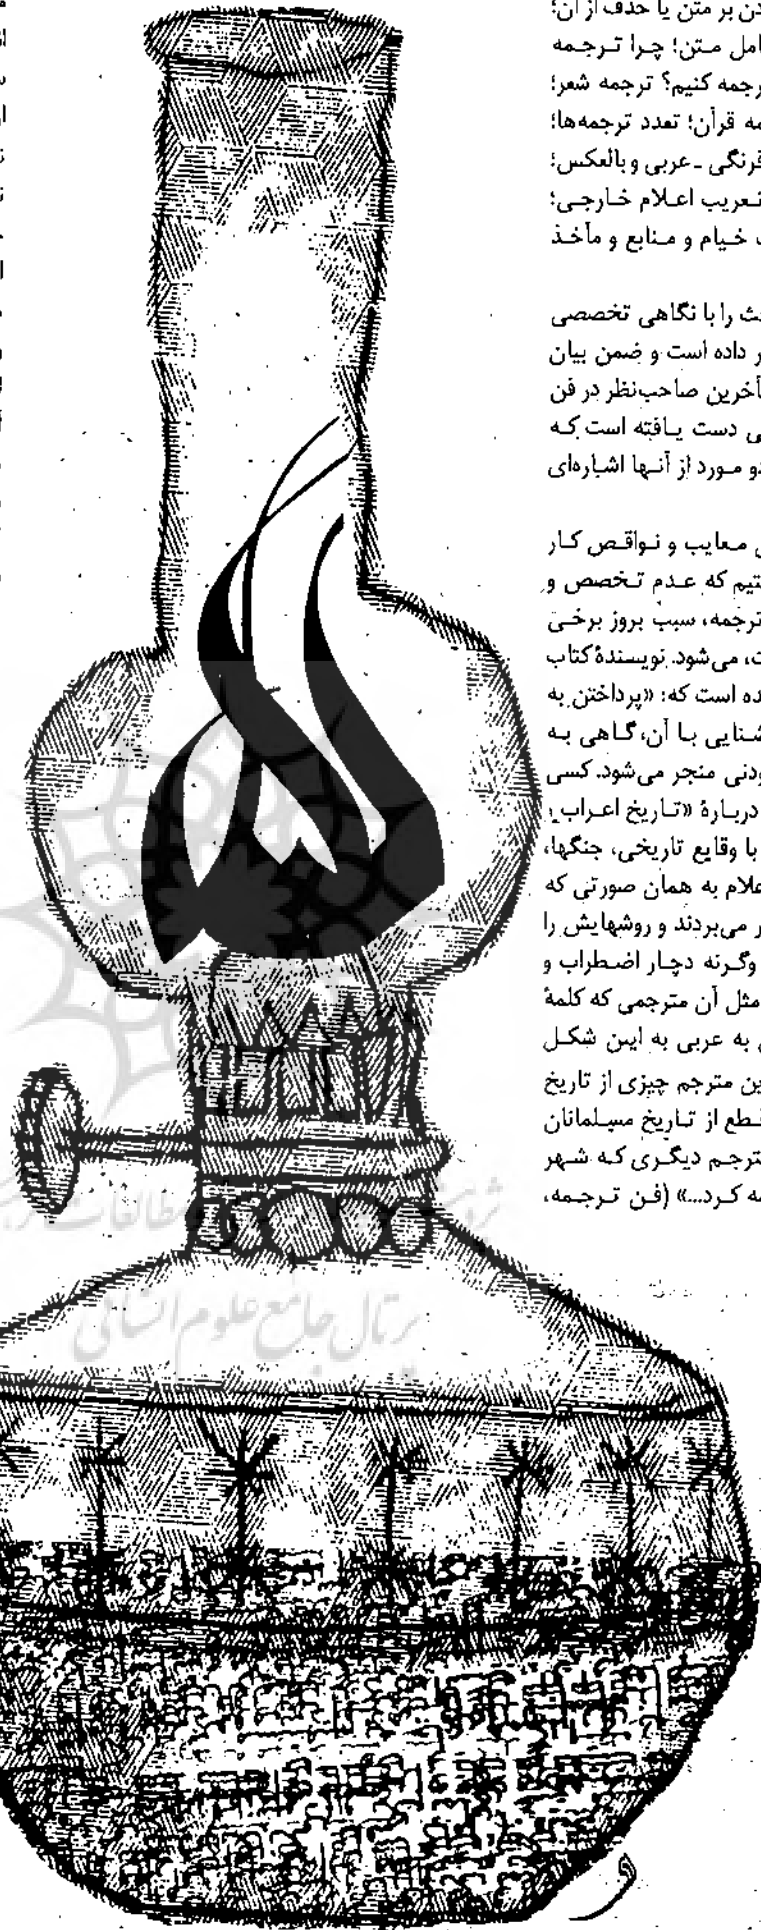 دن بر متن یا حذف از آن؛
امل متن؛ چرا ترجمه
رجمه کنیم؟ ترجمه شعر؛
مه قرآن؛ تعدد ترجمه‌ها؛
فرنگی ـ عربی و بالعکس؛
تعریب اعلام خارجی؛
خیام و منابع و مآخذ
را با نگاهی تخصصی
داده است و ضمن بیان
صاحب‌نظر در فن
دست یافته است که
دو مورد از آنها اشاره‌ای
معایب و نواقص کار
که عدم تخصص و
ترجمه، سبب بروز برخی
می‌شود. نویسندهٔ کتاب
ده است که: «پرداختن به
با آن، گاهی به
منجر می‌شود. کسی
دربارهٔ «تاریخ اعراب»
با وقایع تاریخی، جنگها،
علام به همان صورتی که
می‌بردند و روشهایش را
وگرنه دچار اضطراب و
مثل آن مترجمی که کلمهٔ
به عربی به این شکل
ین مترجم چیزی از تاریخ
از تاریخ مسلمانان
مترجم دیگری که شهر
مه کرد...» (فن ترجمه،
پرتال جامع علوم انسانی